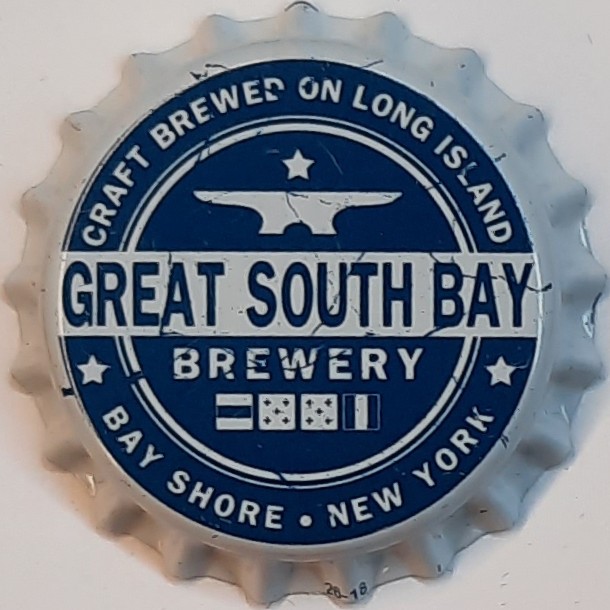 CRAFT BREWED ON LONG ISLAND
GREAT SOUTH BAY
BREWERY
BAY SHORE • NEW YORK